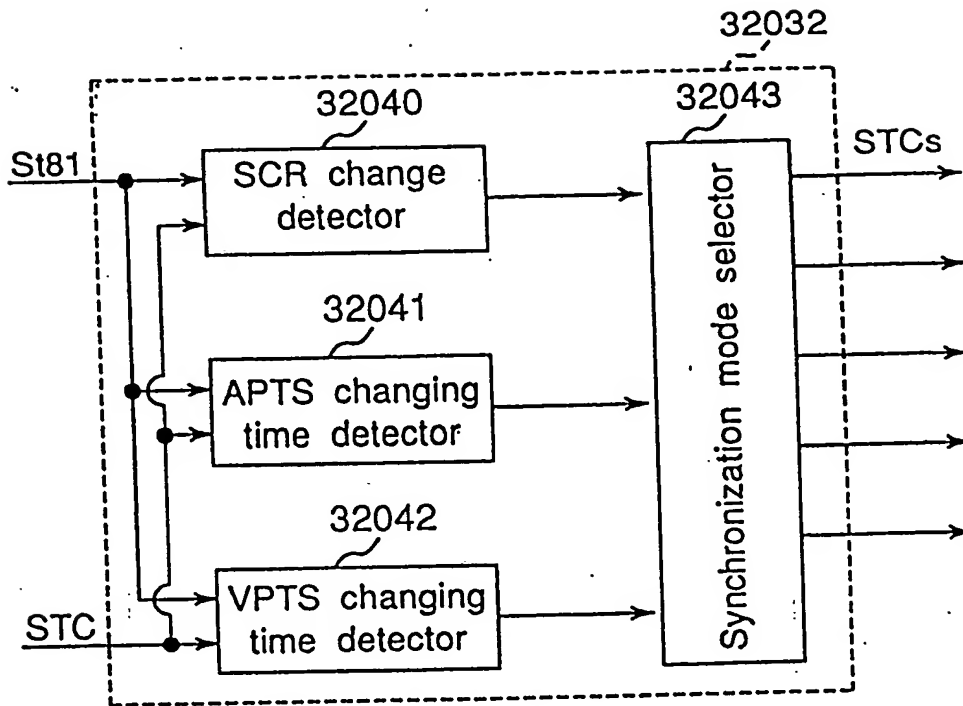 32032
32040
32043
St81
SCR change
detector
STCs
32041
APTS changing
time detector
Synchronization mode selector
32042
VPTS changing
time detector
STC